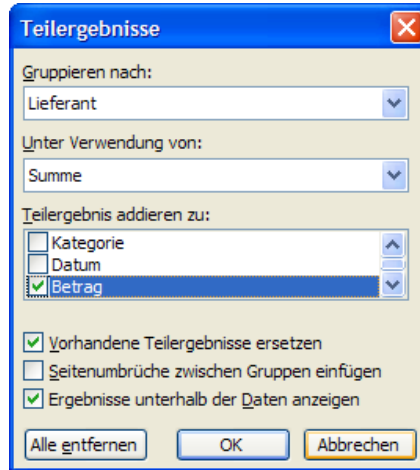 Teilergebnisse
Gruppieren nach:
Lieferant
Unter Verwendung von:
Summe
Teilergebnis addieren zu:
Kategorie
Datum
Betrag
Vorhandene Teilergebnisse ersetzen
Seitenumbrüche zwischen Gruppen einfügen
Ergebnisse unterhalb der Daten anzeigen
Alle entfernen OK Abbrechen